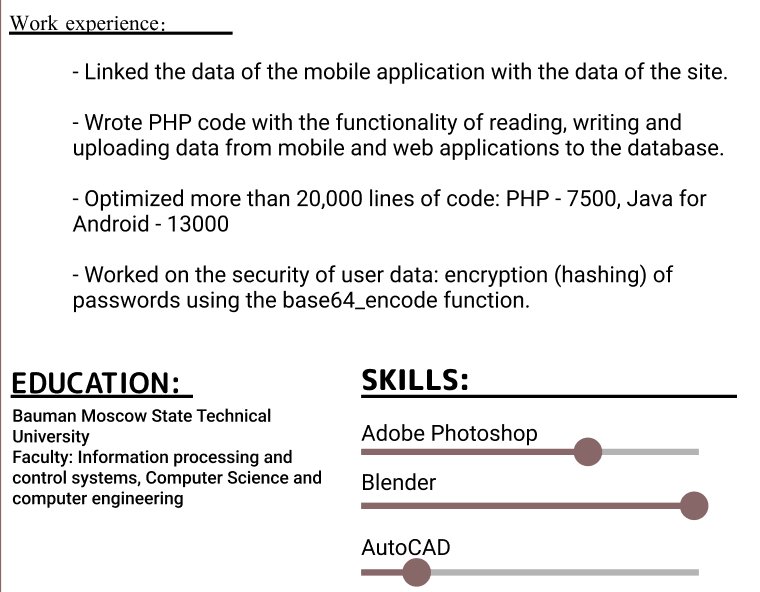 Work experience:
- Linked the data of the mobile application with the data of the site.
- Wrote PHP code with the functionality of reading, writing and
uploading data from mobile and web applications to the database.
- Optimized more than 20,000 lines of code: PHP - 7500, Java for
Android - 13000
- Worked on the security of user data: encryption (hashing) of
passwords using the base64_encode function.
EDUCATION:
Bauman Moscow State Technical
University
Faculty: Information processing and
control systems, Computer Science and
computer engineering
SKILLS:
Adobe Photoshop
Blender
AutoCAD